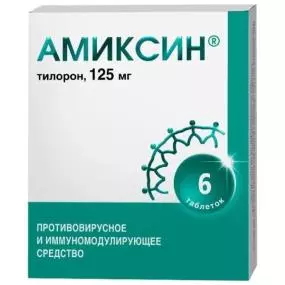 АМИКСИН®
тилорон, 125 мг
6
таблеток
ПРОТИВОВИРУСНОЕ
И ИММУНОМОДУЛИРУЮЩЕЕ
СРЕДСТВО